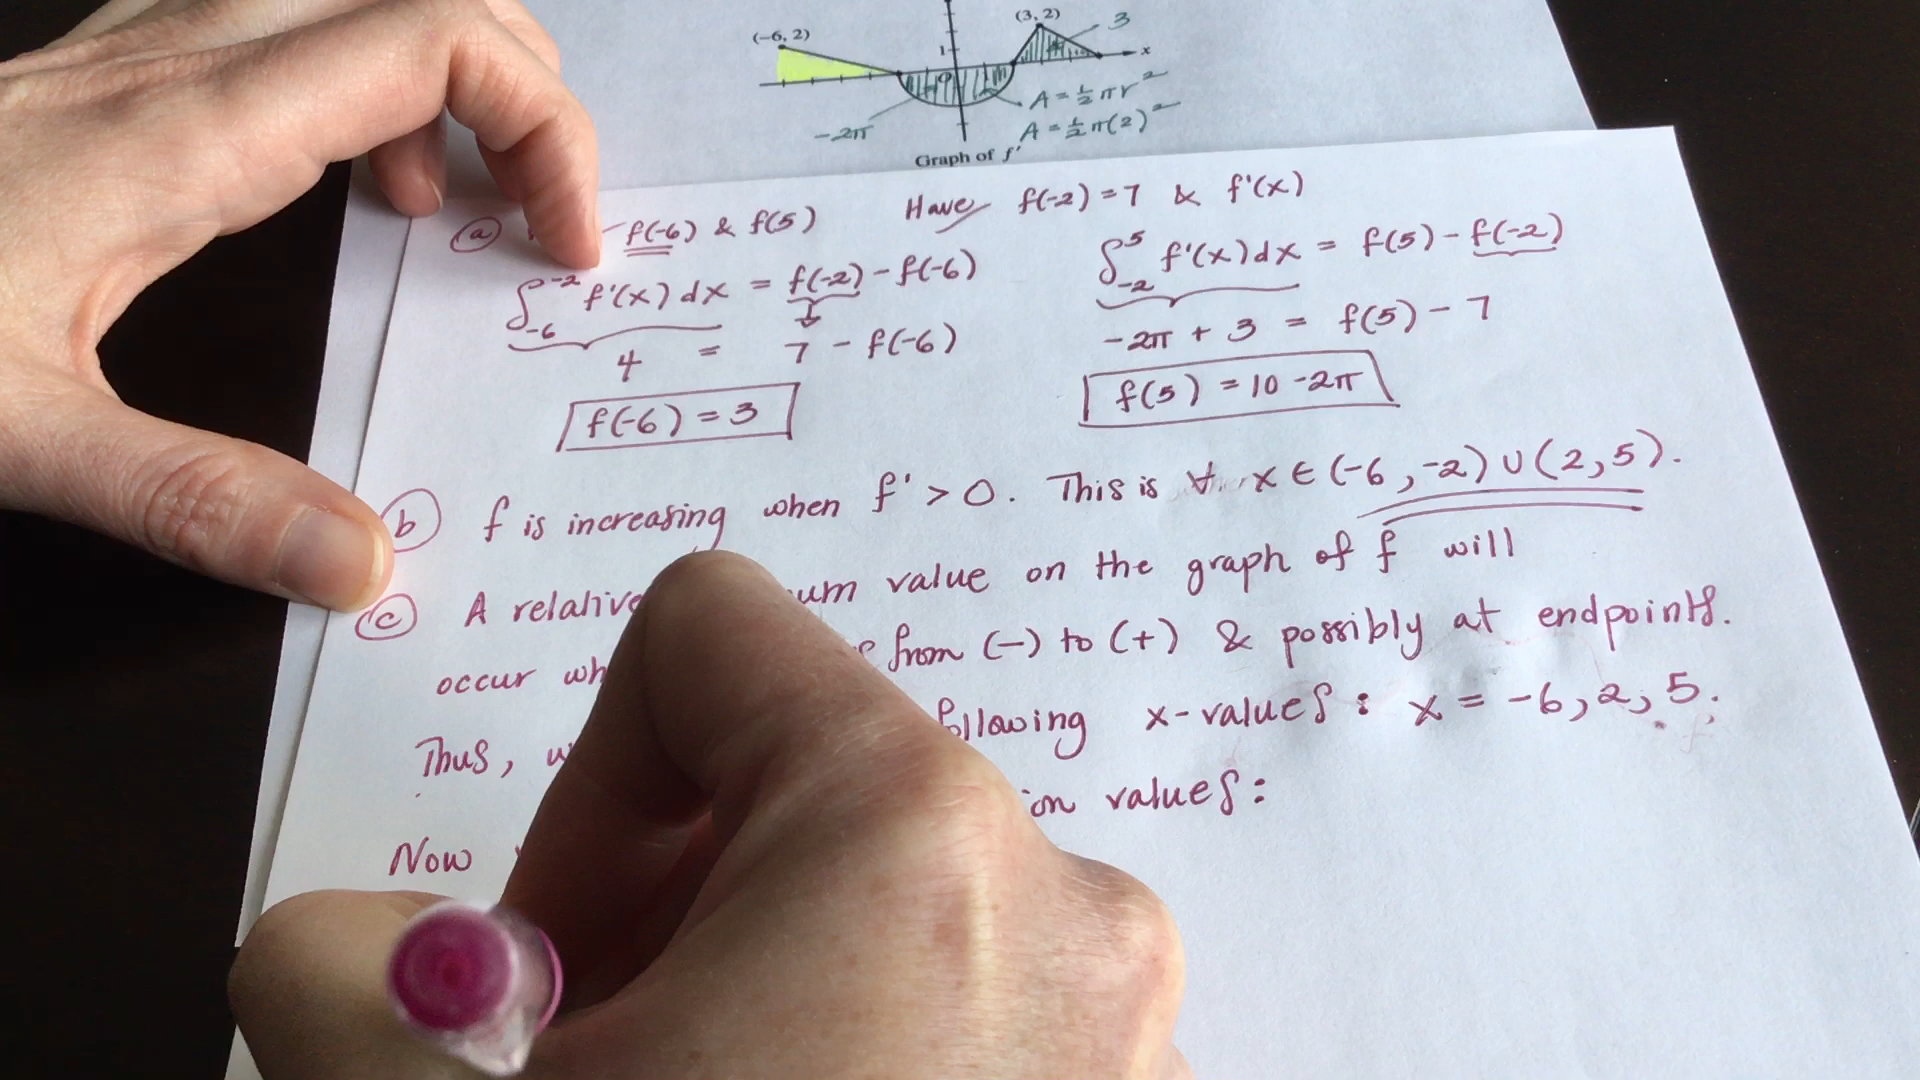 (-6, 2)
(3, 2)
3
1
x
O
-2π
A = ½πr²
A = ½π(2)²
Graph of f'
(a) f(-6) & f(5) Have f(-2) = 7 & f'(x)
∫₋₆⁻² f'(x) dx = f(-2) - f(-6)
4 = 7 - f(-6)
f(-6) = 3
∫₋₂⁵ f'(x) dx = f(5) - f(-2)
-2π + 3 = f(5) - 7
f(5) = 10 - 2π
(b) f is increasing when f' > 0. This is ∀ x ∈ (-6, -2) ∪ (2, 5).
(c) A relative value on the graph of f will
occur from (-) to (+) & possibly at endpoints.
Thus, following x-values: x = -6, 2, 5.
Now values: